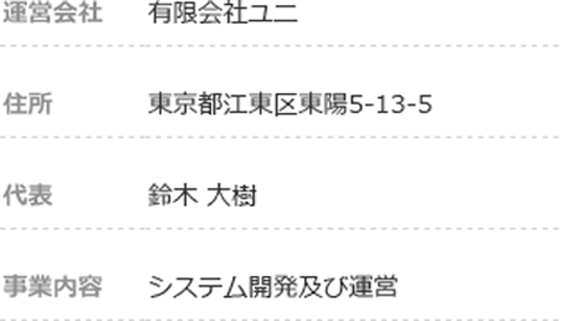 運営会社 有限会社ユニ
住所 東京都江東区東陽5-13-5
代表 鈴木 大樹
事業内容 システム開発及び運営